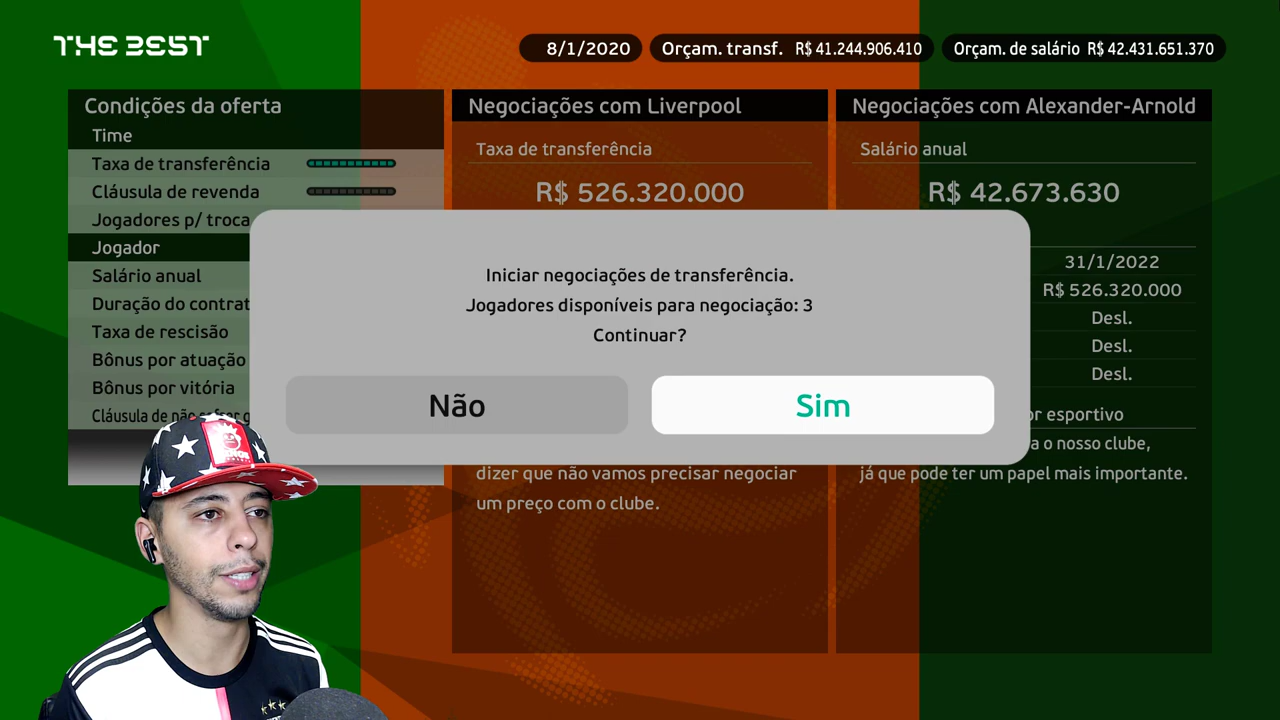 THE BEST
8/1/2020
Orçam. transf. R$ 41.244.906.410
Orçam. de salário R$ 42.431.651.370
Condições da oferta
Time
Taxa de transferência
Cláusula de revenda
Jogadores p/ troca
Jogador
Salário anual
Duração do contrat
Taxa de rescisão
Bônus por atuação
Bônus por vitória
Cláusula de não
Negociações com Liverpool
Taxa de transferência
R$ 526.320.000
dizer que não vamos precisar negociar
um preço com o clube.
Negociações com Alexander-Arnold
Salário anual
R$ 42.673.630
31/1/2022
R$ 526.320.000
Desl.
Desl.
Desl.
or esportivo
a o nosso clube,
já que pode ter um papel mais importante.
Iniciar negociações de transferência.
Jogadores disponíveis para negociação: 3
Continuar?
Não
Sim